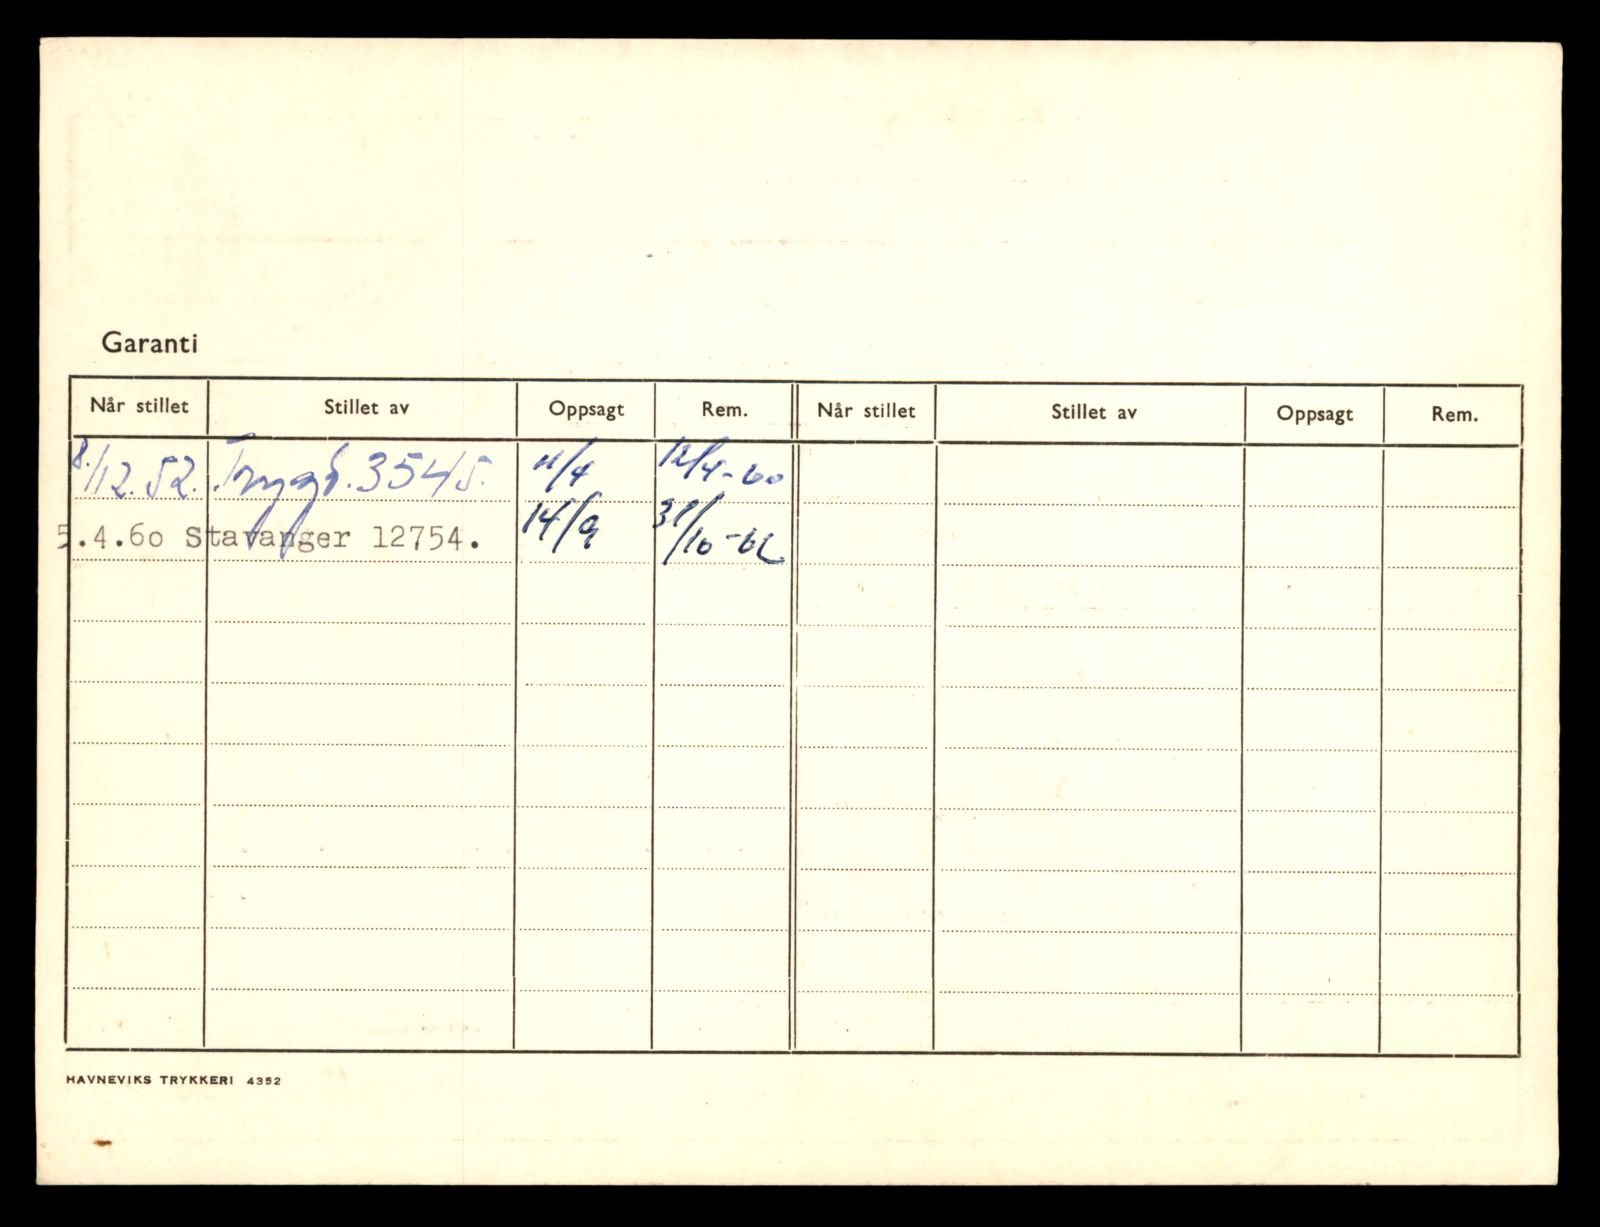 Garanti
Når stillet Stillet av Oppsagt Rem. Når stillet Stillet av Oppsagt Rem.
8./12.52. Trygd. 3545. 11/4 12/4-60
5.4.60 Stavanger 12754. 14/9 31/10-62
HAVNEVIKS TRYKKERI 4352